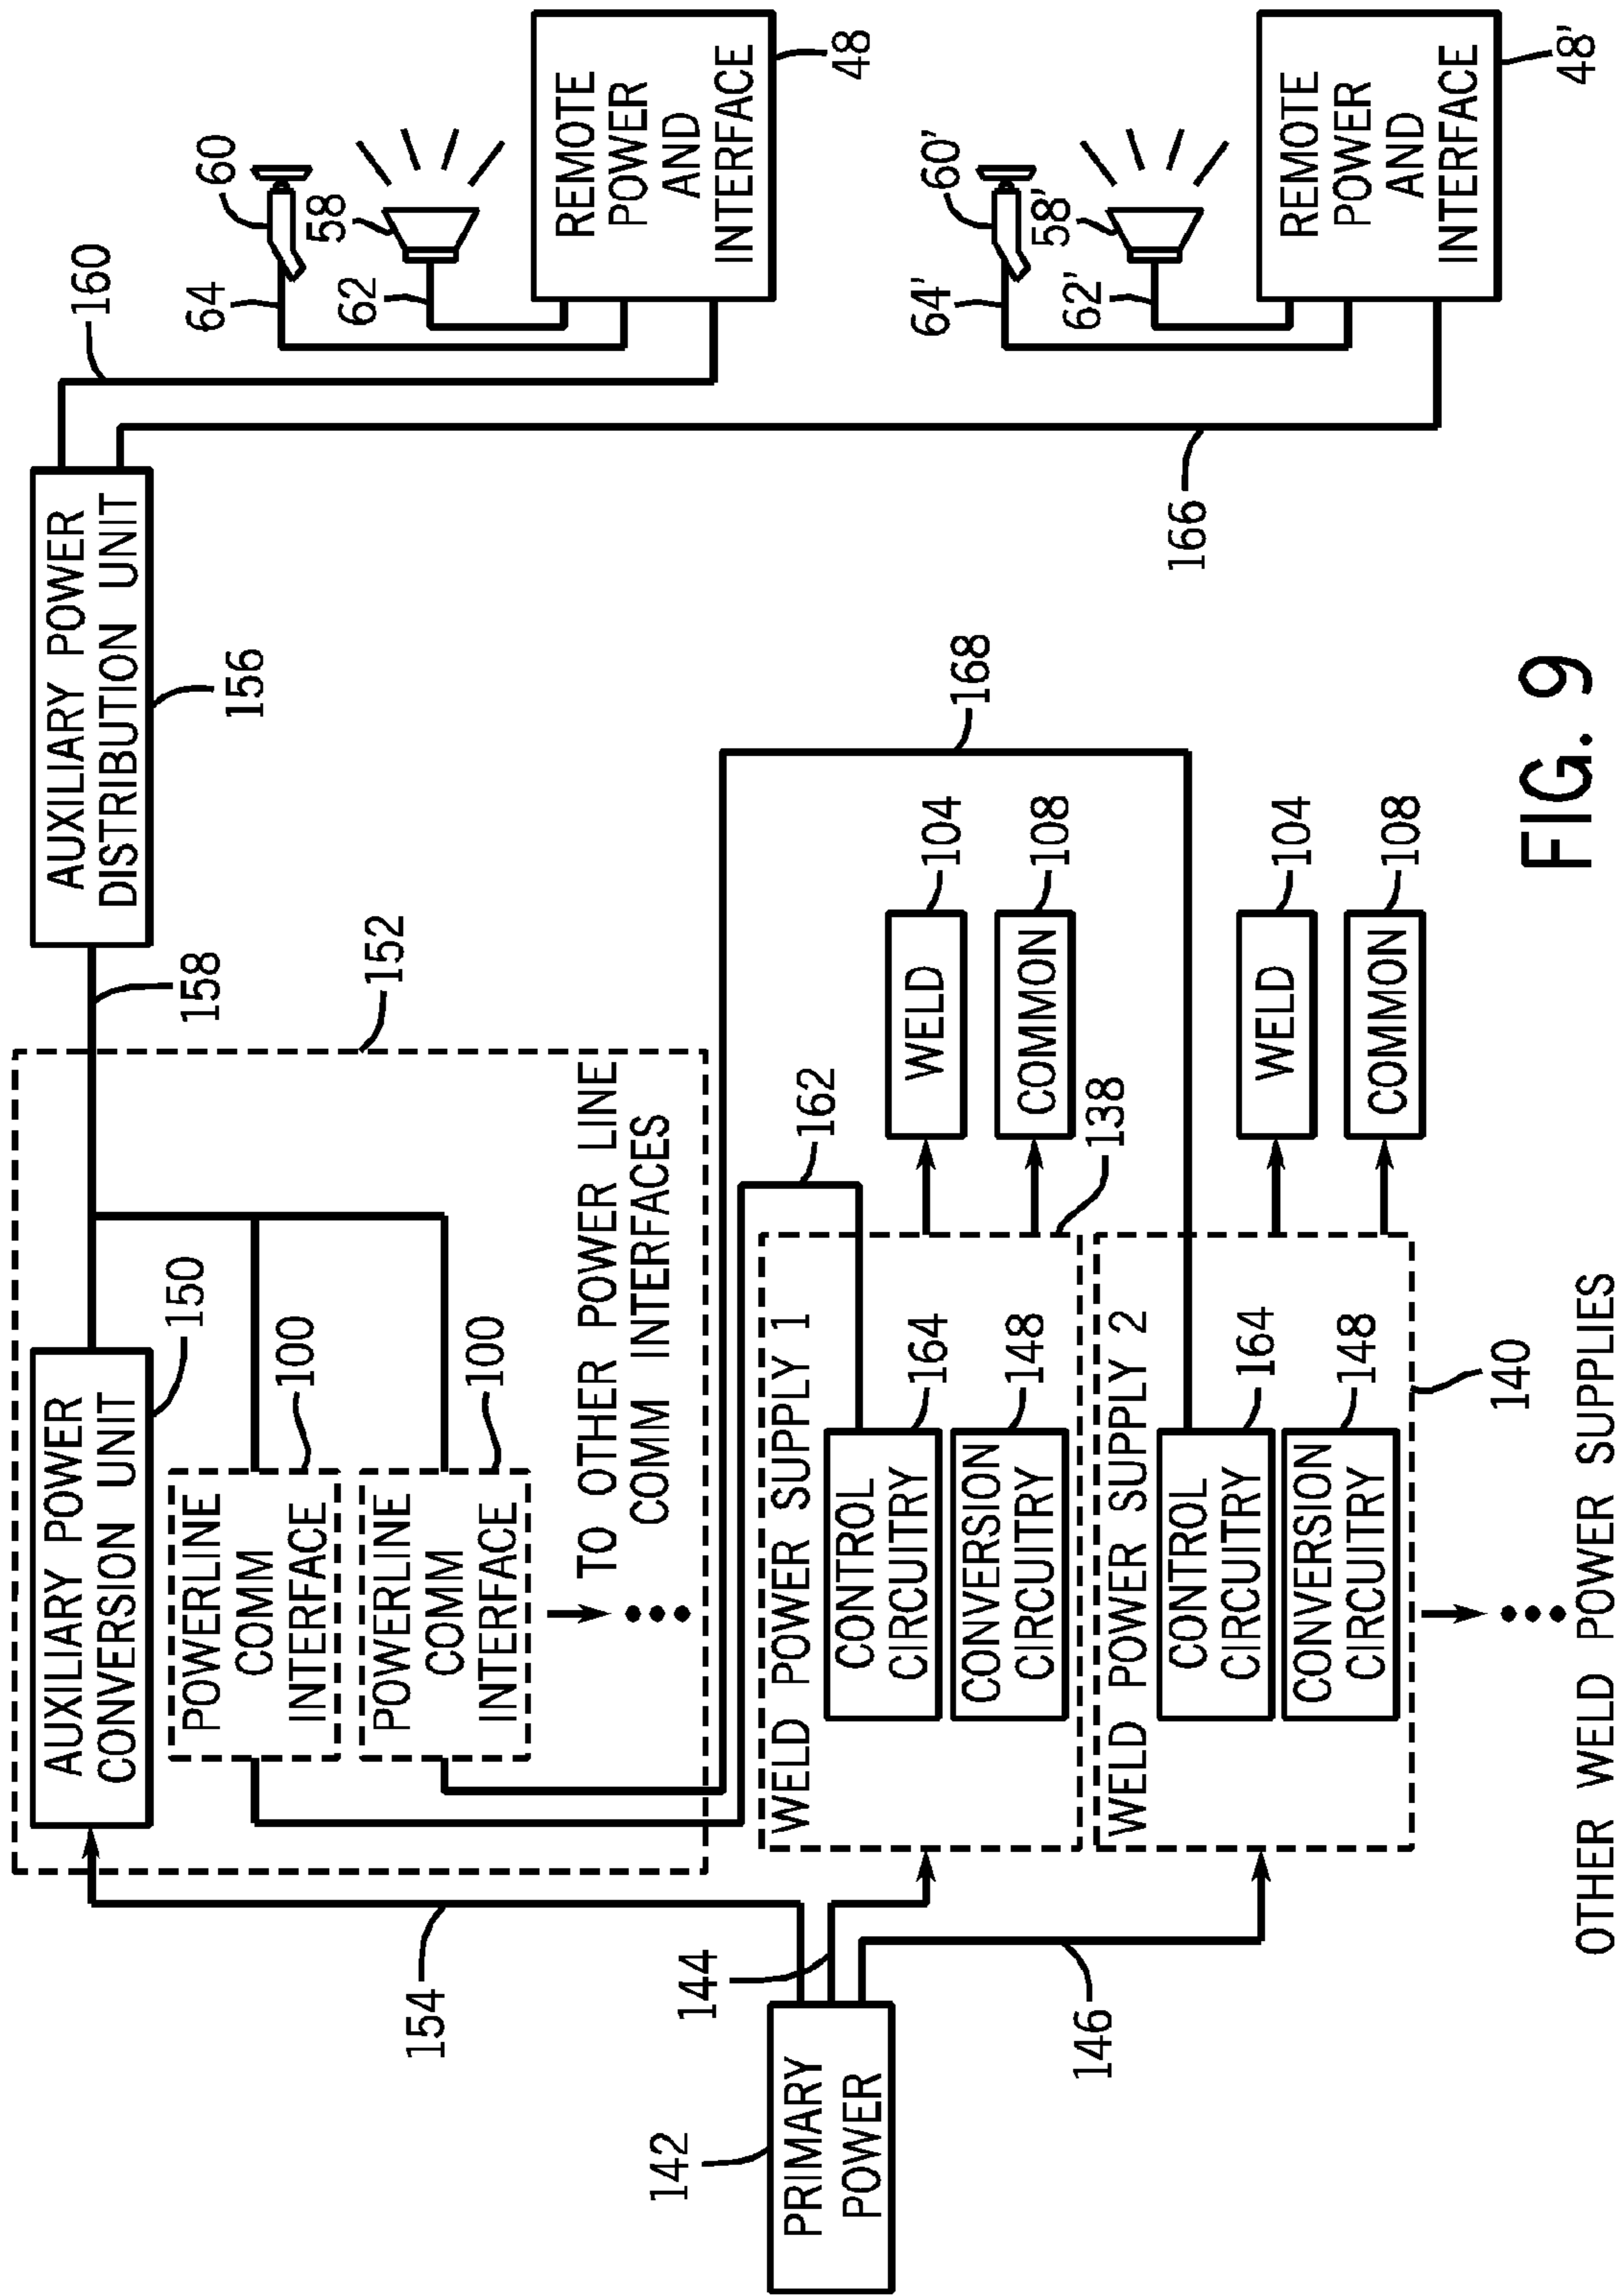 AUXILIARY POWER
CONVERSION UNIT
150
POWERLINE
COMM
INTERFACE
100
POWERLINE
COMM
INTERFACE
100
TO OTHER POWER LINE
COMM INTERFACES
152
158
AUXILIARY POWER
DISTRIBUTION UNIT
156
160
166
64
60
62
58
REMOTE
POWER
AND
INTERFACE
48
64'
60'
62'
58'
REMOTE
POWER
AND
INTERFACE
48'
154
144
146
142
PRIMARY
POWER
162
168
WELD POWER SUPPLY 1
CONTROL
CIRCUITRY
164
CONVERSION
CIRCUITRY
148
138
WELD
104
COMMON
108
WELD POWER SUPPLY 2
CONTROL
CIRCUITRY
164
CONVERSION
CIRCUITRY
148
140
WELD
104
COMMON
108
OTHER WELD POWER SUPPLIES
FIG. 9